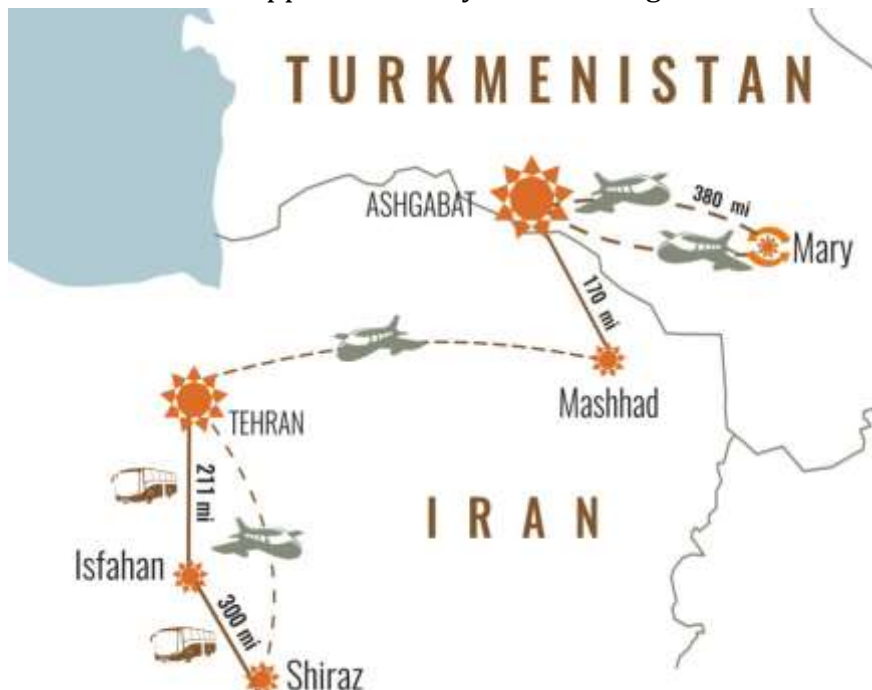 TURKMENISTAN
ASHGABAT
380 mi
Mary
170 mi
Mashhad
TEHRAN
211 mi
IRAN
Isfahan
300 mi
Shiraz